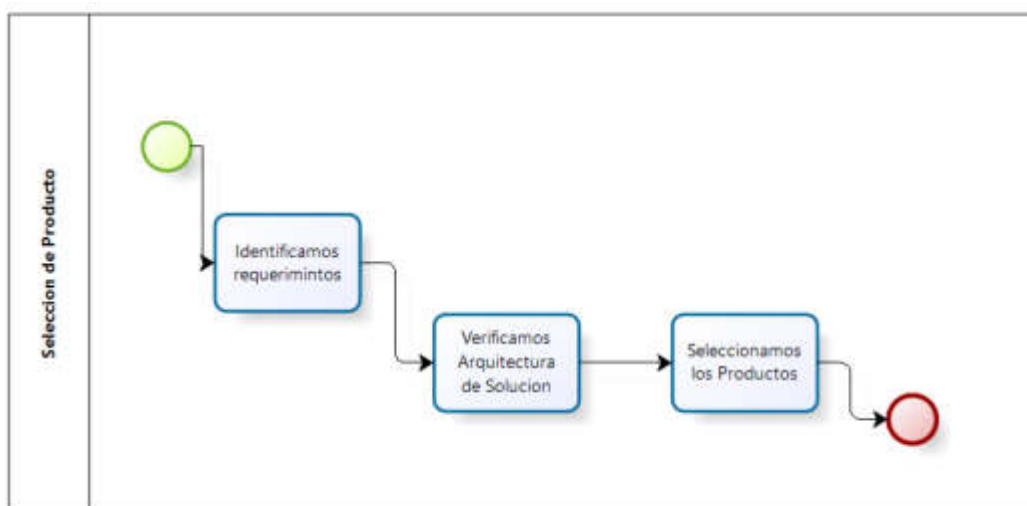 Seleccion de Producto
Identificamos
requerimintos
Verificamos
Arquitectura
de Solucion
Seleccionamos
los Productos